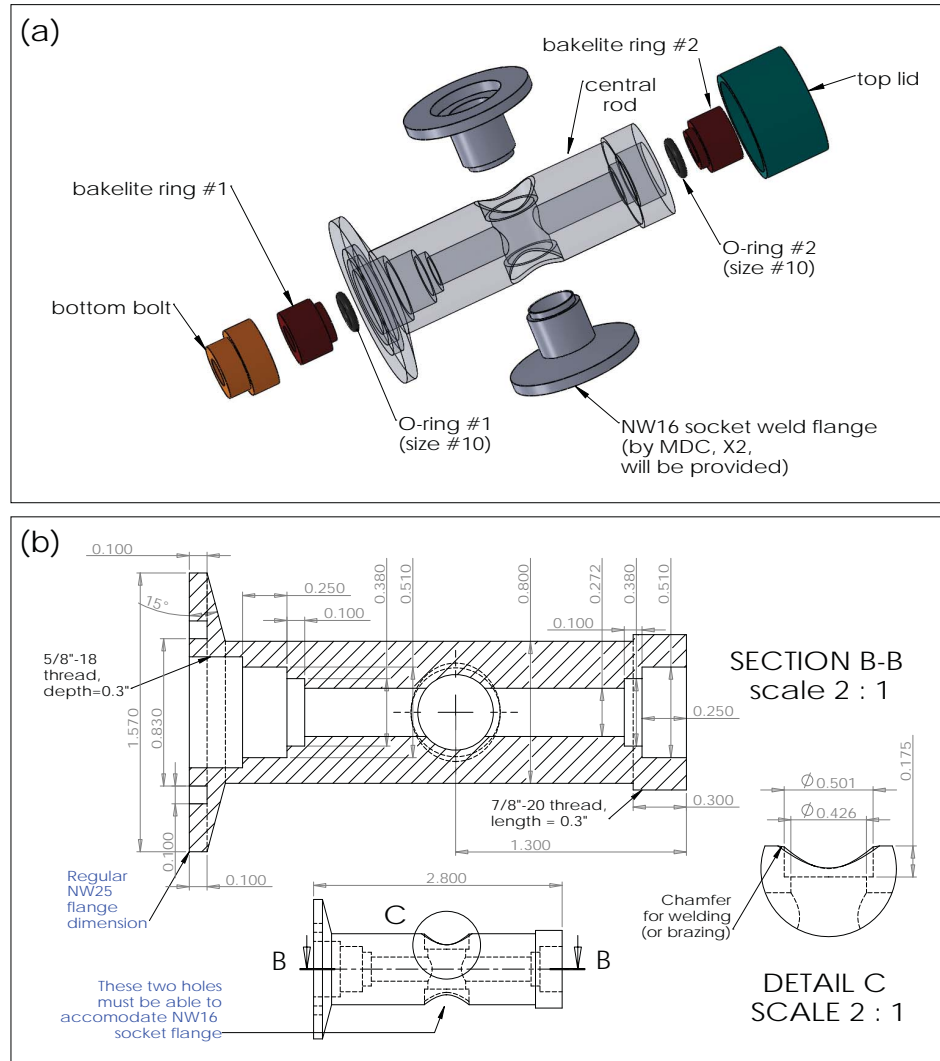 (a)
bakelite ring #2
central
rod
top lid
bakelite ring #1
O-ring #2
(size #10)
bottom bolt
O-ring #1
(size #10)
NW16 socket weld flange
(by MDC, X2,
will be provided)
(b)
0.100
0.250
0.380
0.510
0.800
0.272
0.380
0.510
15°
0.100
0.100
5/8"-18
thread,
depth=0.3"
SECTION B-B
scale 2 : 1
1.570
0.830
0.250
0.175
Ø0.501
7/8"-20 thread,
length = 0.3"
0.300
Ø0.426
0.100
1.300
Regular
NW25
flange
dimension
0.100
2.800
Chamfer
for welding
(or brazing)
C
B
B
These two holes
must be able to
accomodate NW16
socket flange
DETAIL C
SCALE 2 : 1